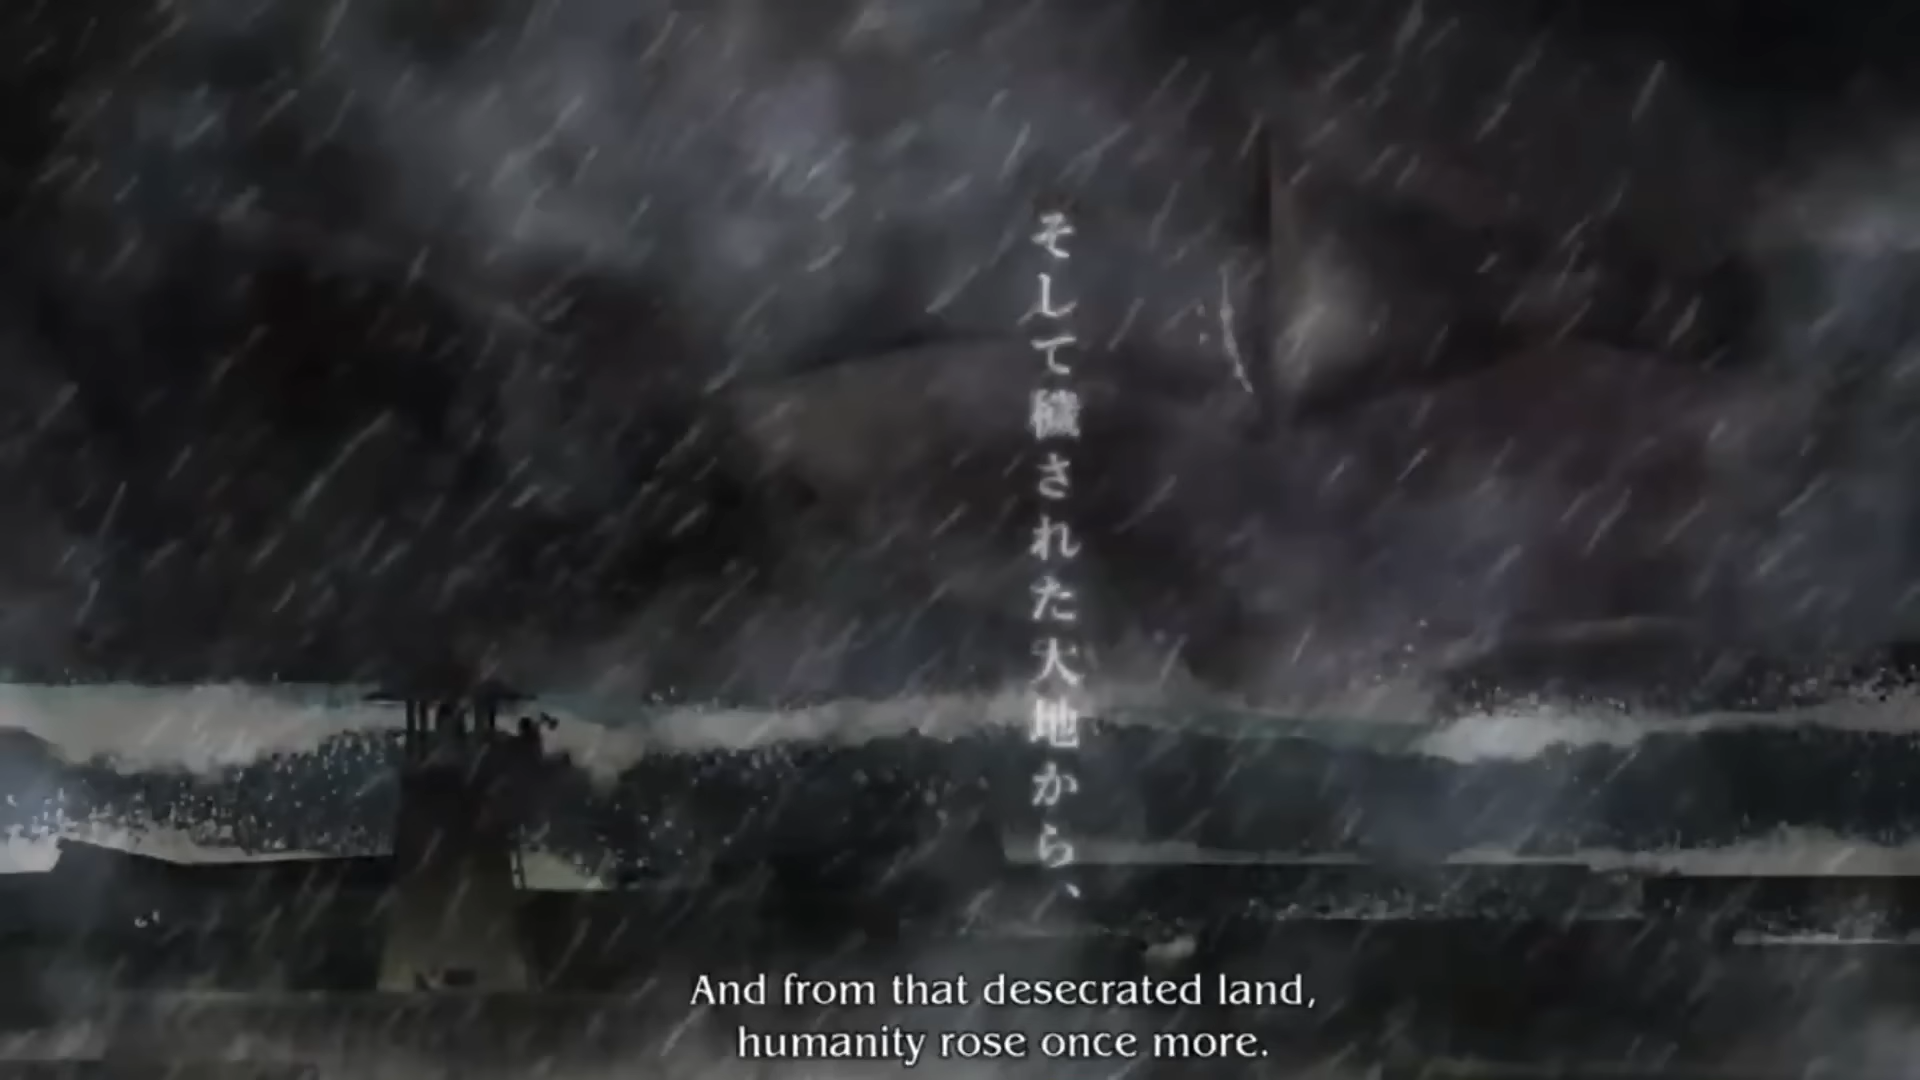 そして穢された大地から、
And from that desecrated land,
humanity rose once more.